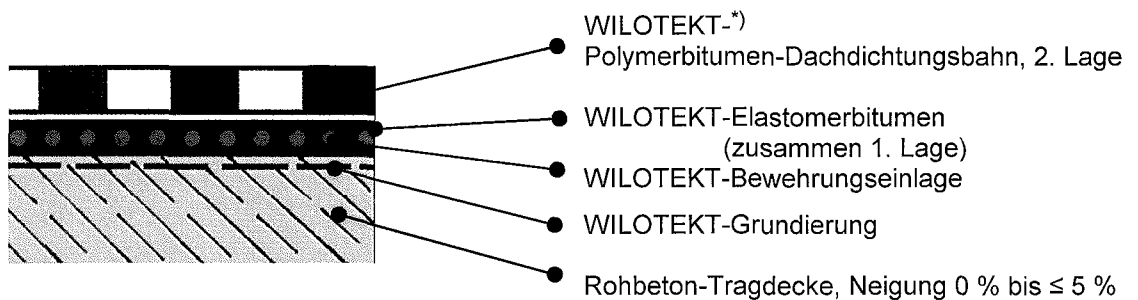 WILOTEKT-*)
Polymerbitumen-Dachdichtungsbahn, 2. Lage
WILOTEKT-Elastomerbitumen
(zusammen 1. Lage)
WILOTEKT-Bewehrungseinlage
WILOTEKT-Grundierung
Rohbeton-Tragdecke, Neigung 0 % bis ≤ 5 %